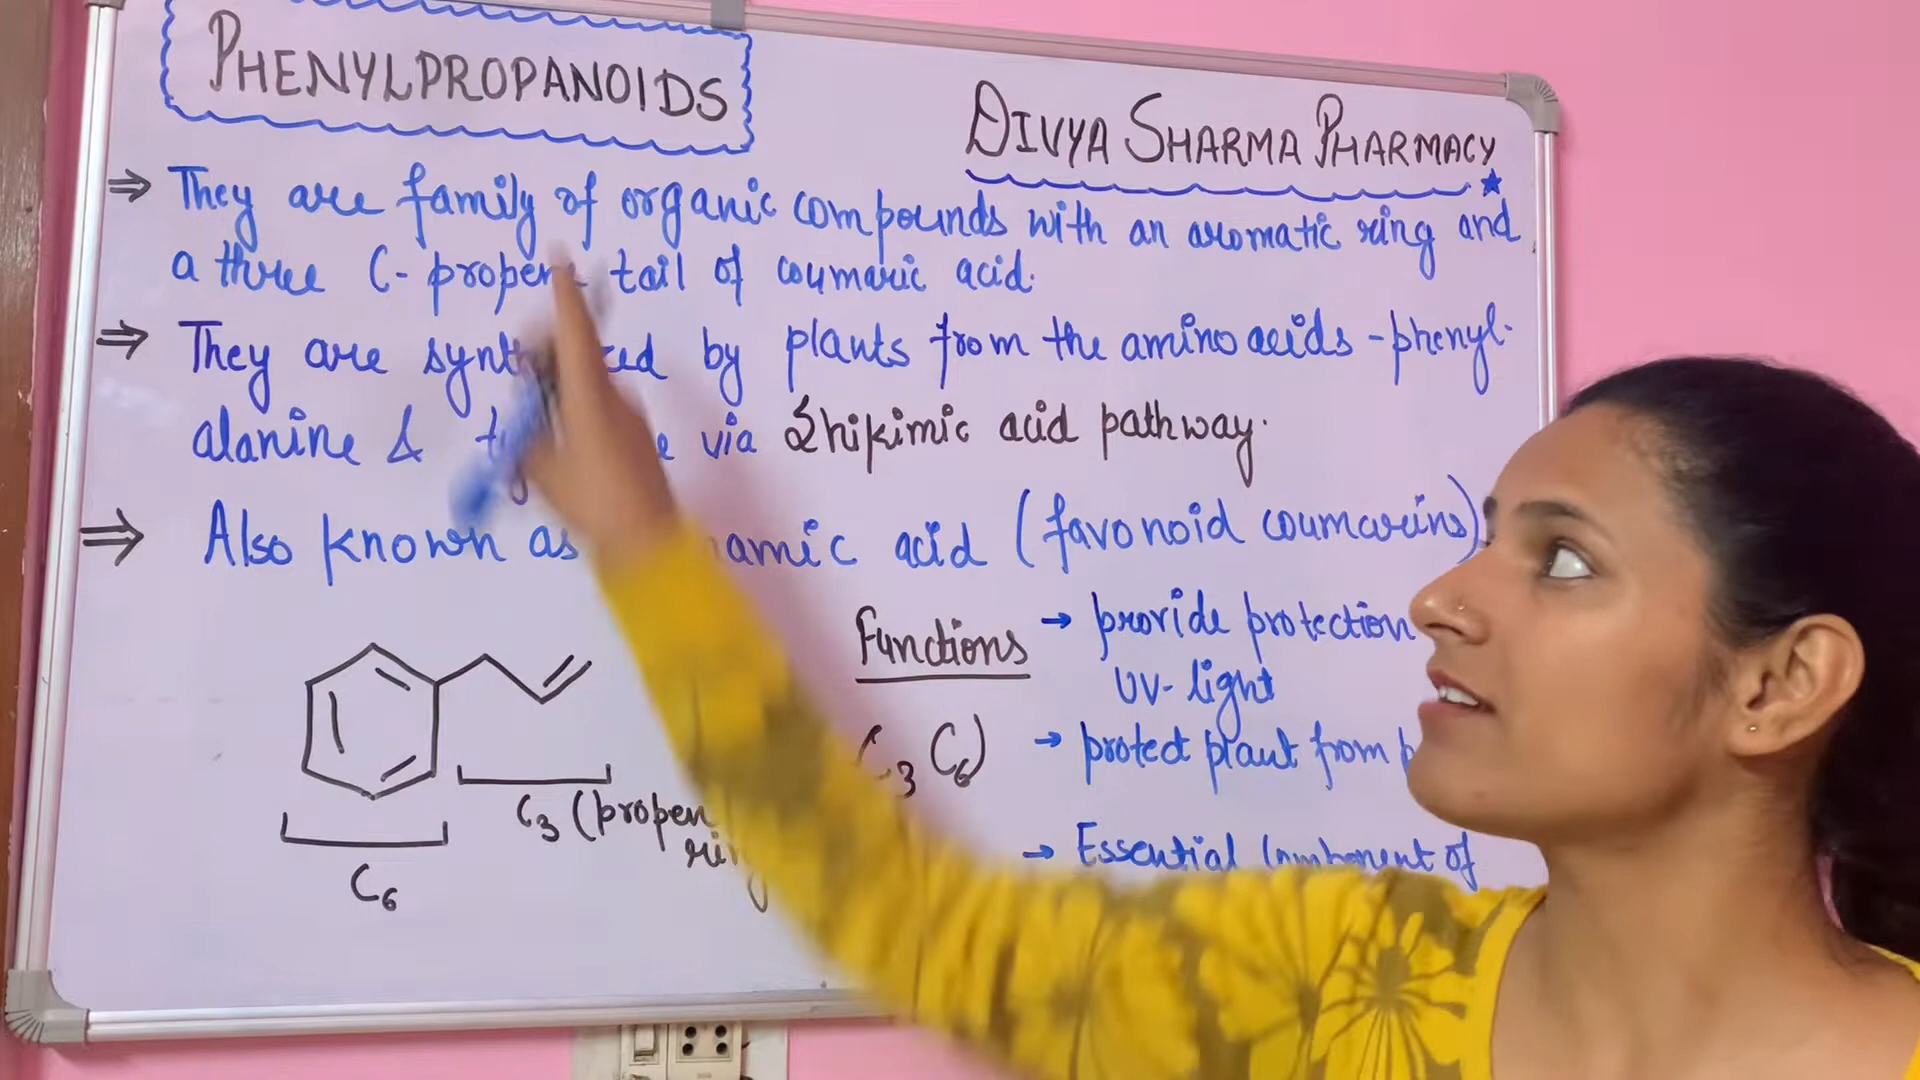 PHENYLPROPANOIDS
DIVYA SHARMA PHARMACY
⇒ They are family of organic compounds with an aromatic ring and
a three C- propene tail of coumaric acid.
⇒ They are by plants from the amino acids - phenyl-
alanine & via Shikimic acid pathway.
⇒ Also known as acid (favonoid coumarins)
Functions → provide protection
UV- light
→ protect plant from
C3 C6)
C3 (propen
ring
→ Essential component of
C6